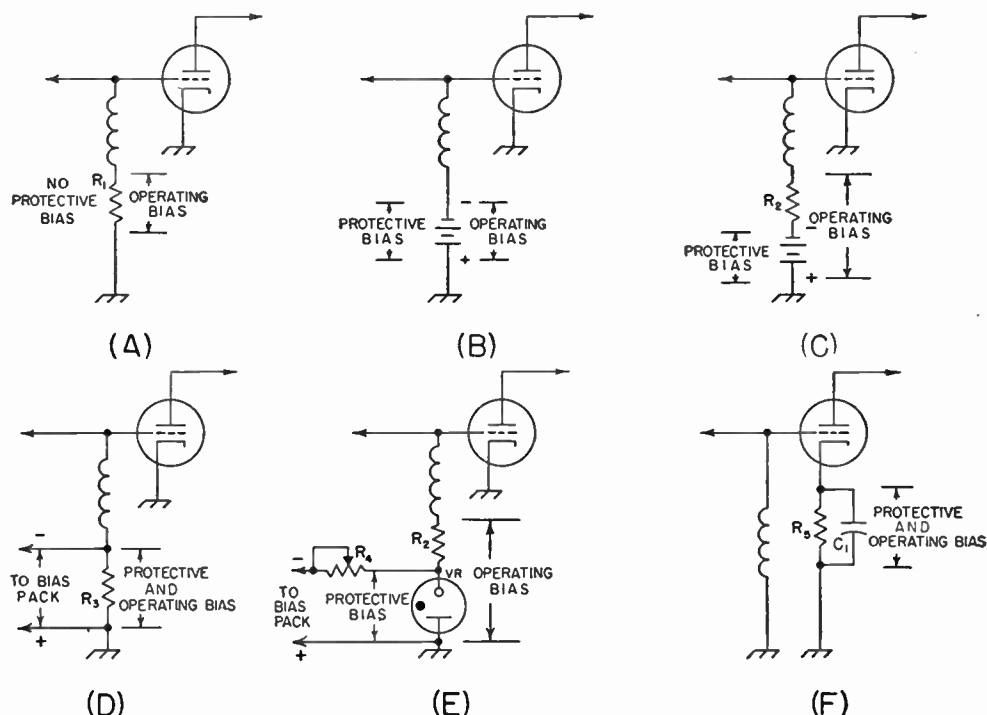 R1
NO
PROTECTIVE
BIAS
OPERATING
BIAS
(A)
PROTECTIVE
BIAS
-
+
OPERATING
BIAS
(B)
R2
-
+
PROTECTIVE
BIAS
OPERATING
BIAS
(C)
-
TO BIAS
PACK
+
R3
PROTECTIVE
AND
OPERATING BIAS
(D)
R2
-
R4
VR
TO
BIAS
PACK
+
PROTECTIVE
BIAS
OPERATING
BIAS
(E)
R5
C1
PROTECTIVE
AND
OPERATING BIAS
(F)